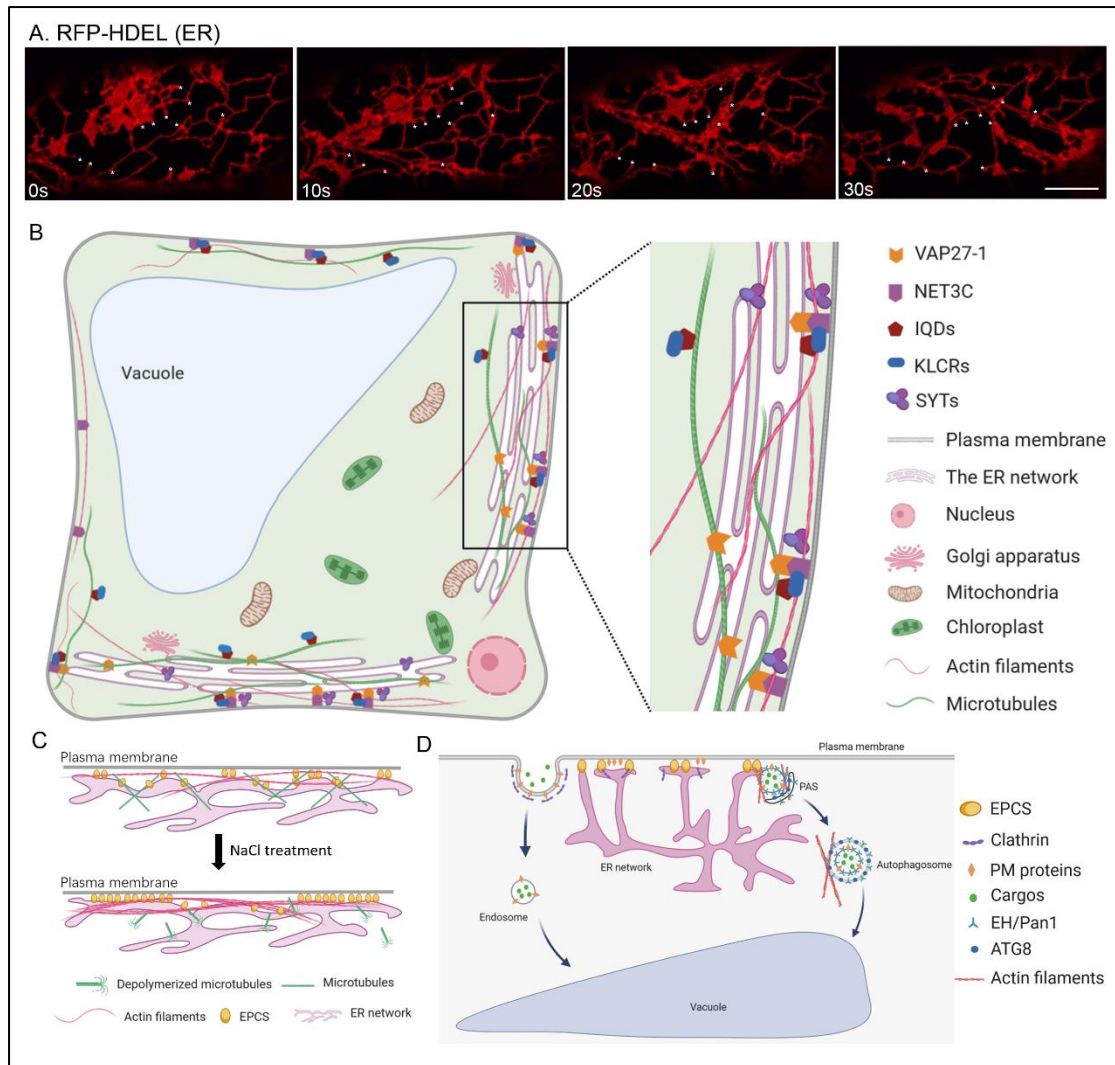 A. RFP-HDEL (ER)
0s
10s
20s
30s
B
Vacuole
VAP27-1
NET3C
IQDs
KLCRs
SYTs
Plasma membrane
The ER network
Nucleus
Golgi apparatus
Mitochondria
Chloroplast
Actin filaments
Microtubules
C
Plasma membrane
NaCl treatment
Plasma membrane
Depolymerized microtubules
Microtubules
Actin filaments
EPCS
ER network
D
Plasma membrane
PAS
ER network
Autophagosome
Endosome
Vacuole
EPCS
Clathrin
PM proteins
Cargos
EH/Pan1
ATG8
Actin filaments